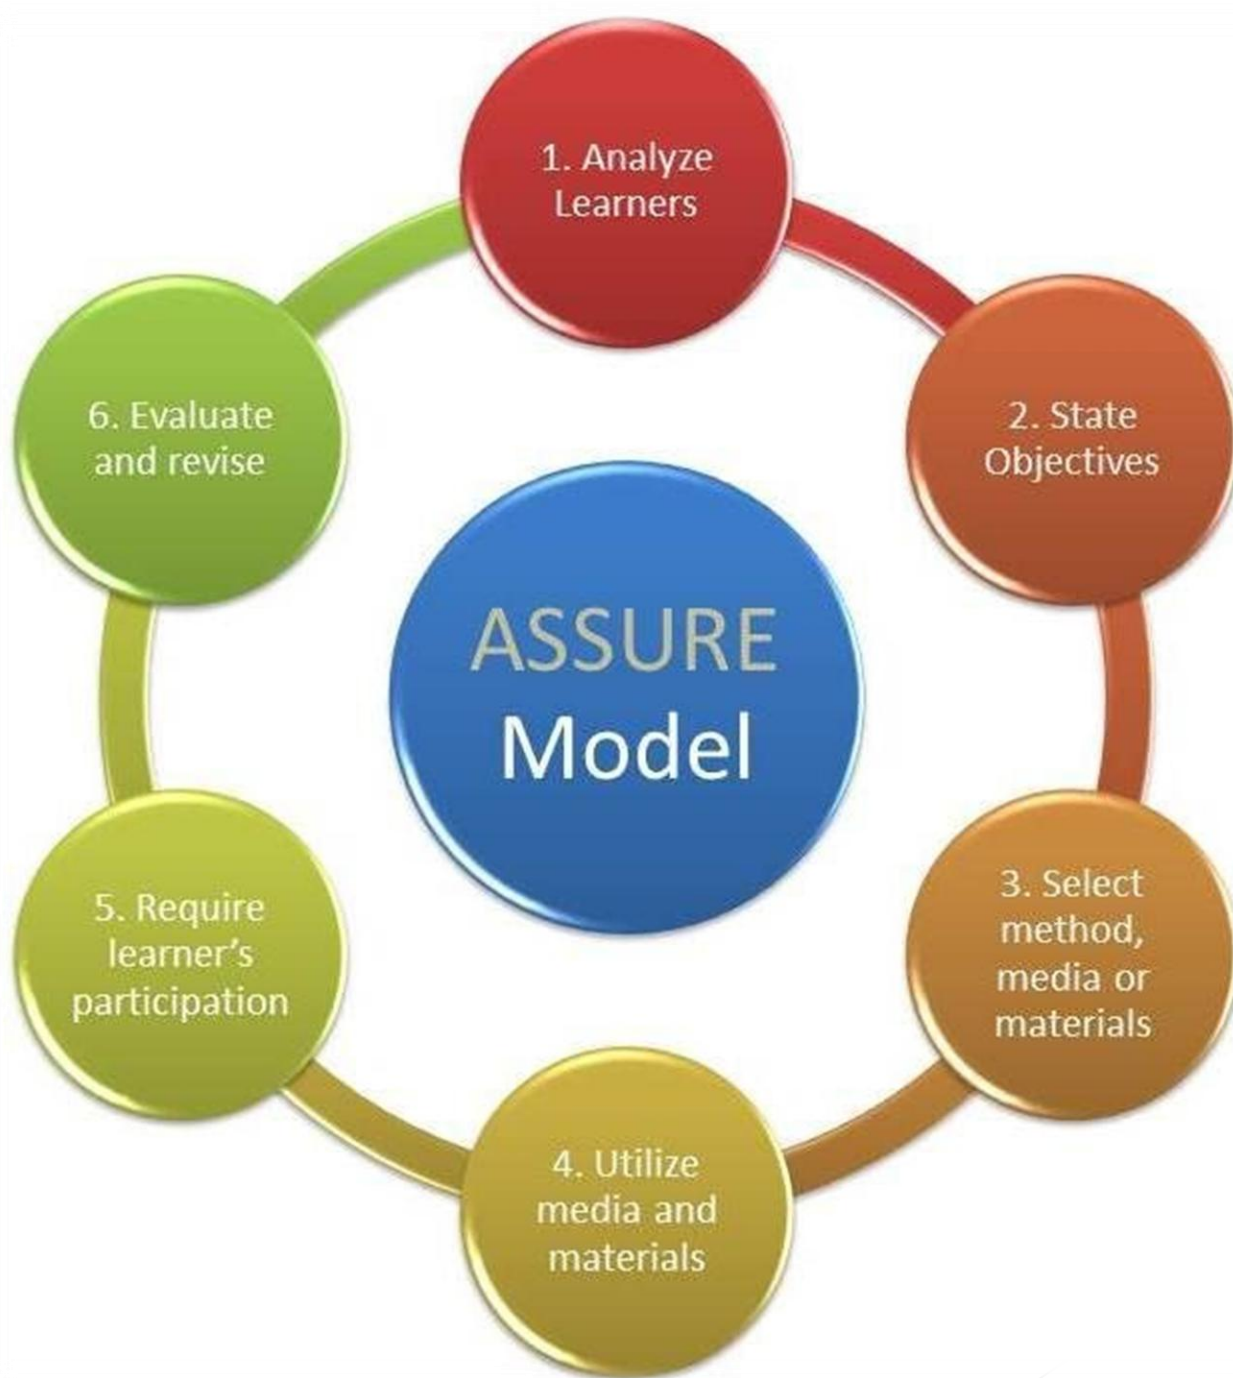 1. Analyze
Learners
2. State
Objectives
3. Select
method,
media or
materials
4. Utilize
media and
materials
5. Require
learner’s
participation
6. Evaluate
and revise
ASSURE
Model